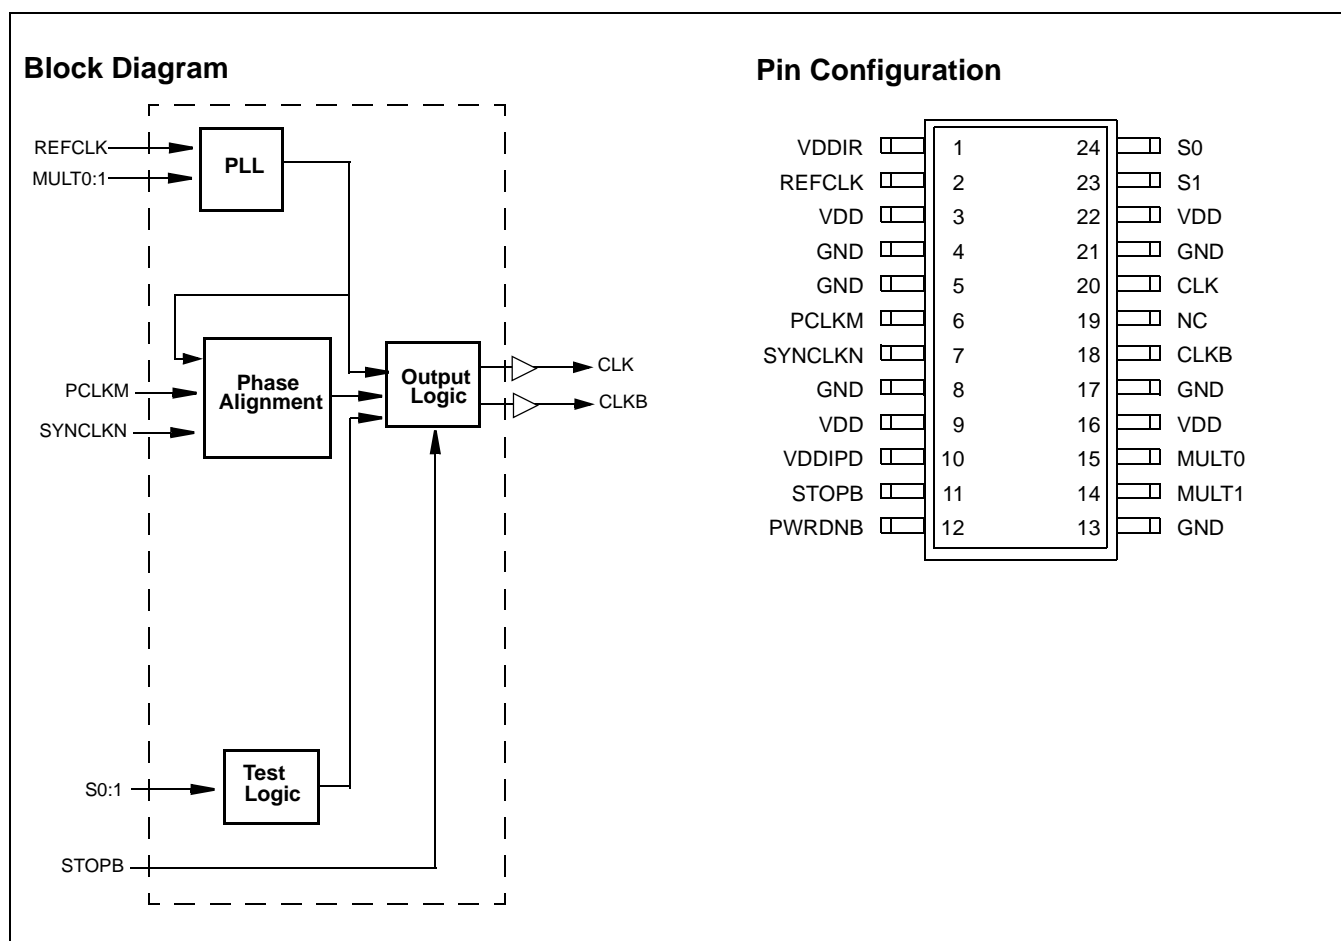 Block Diagram
REFCLK
MULT0:1
PLL
PCLKM
SYNCLKN
Phase
Alignment
Output
Logic
CLK
CLKB
S0:1
Test
Logic
STOPB
Pin Configuration
VDDIR 1 24 S0
REFCLK 2 23 S1
VDD 3 22 VDD
GND 4 21 GND
GND 5 20 CLK
PCLKM 6 19 NC
SYNCLKN 7 18 CLKB
GND 8 17 GND
VDD 9 16 VDD
VDDIPD 10 15 MULT0
STOPB 11 14 MULT1
PWRDNB 12 13 GND